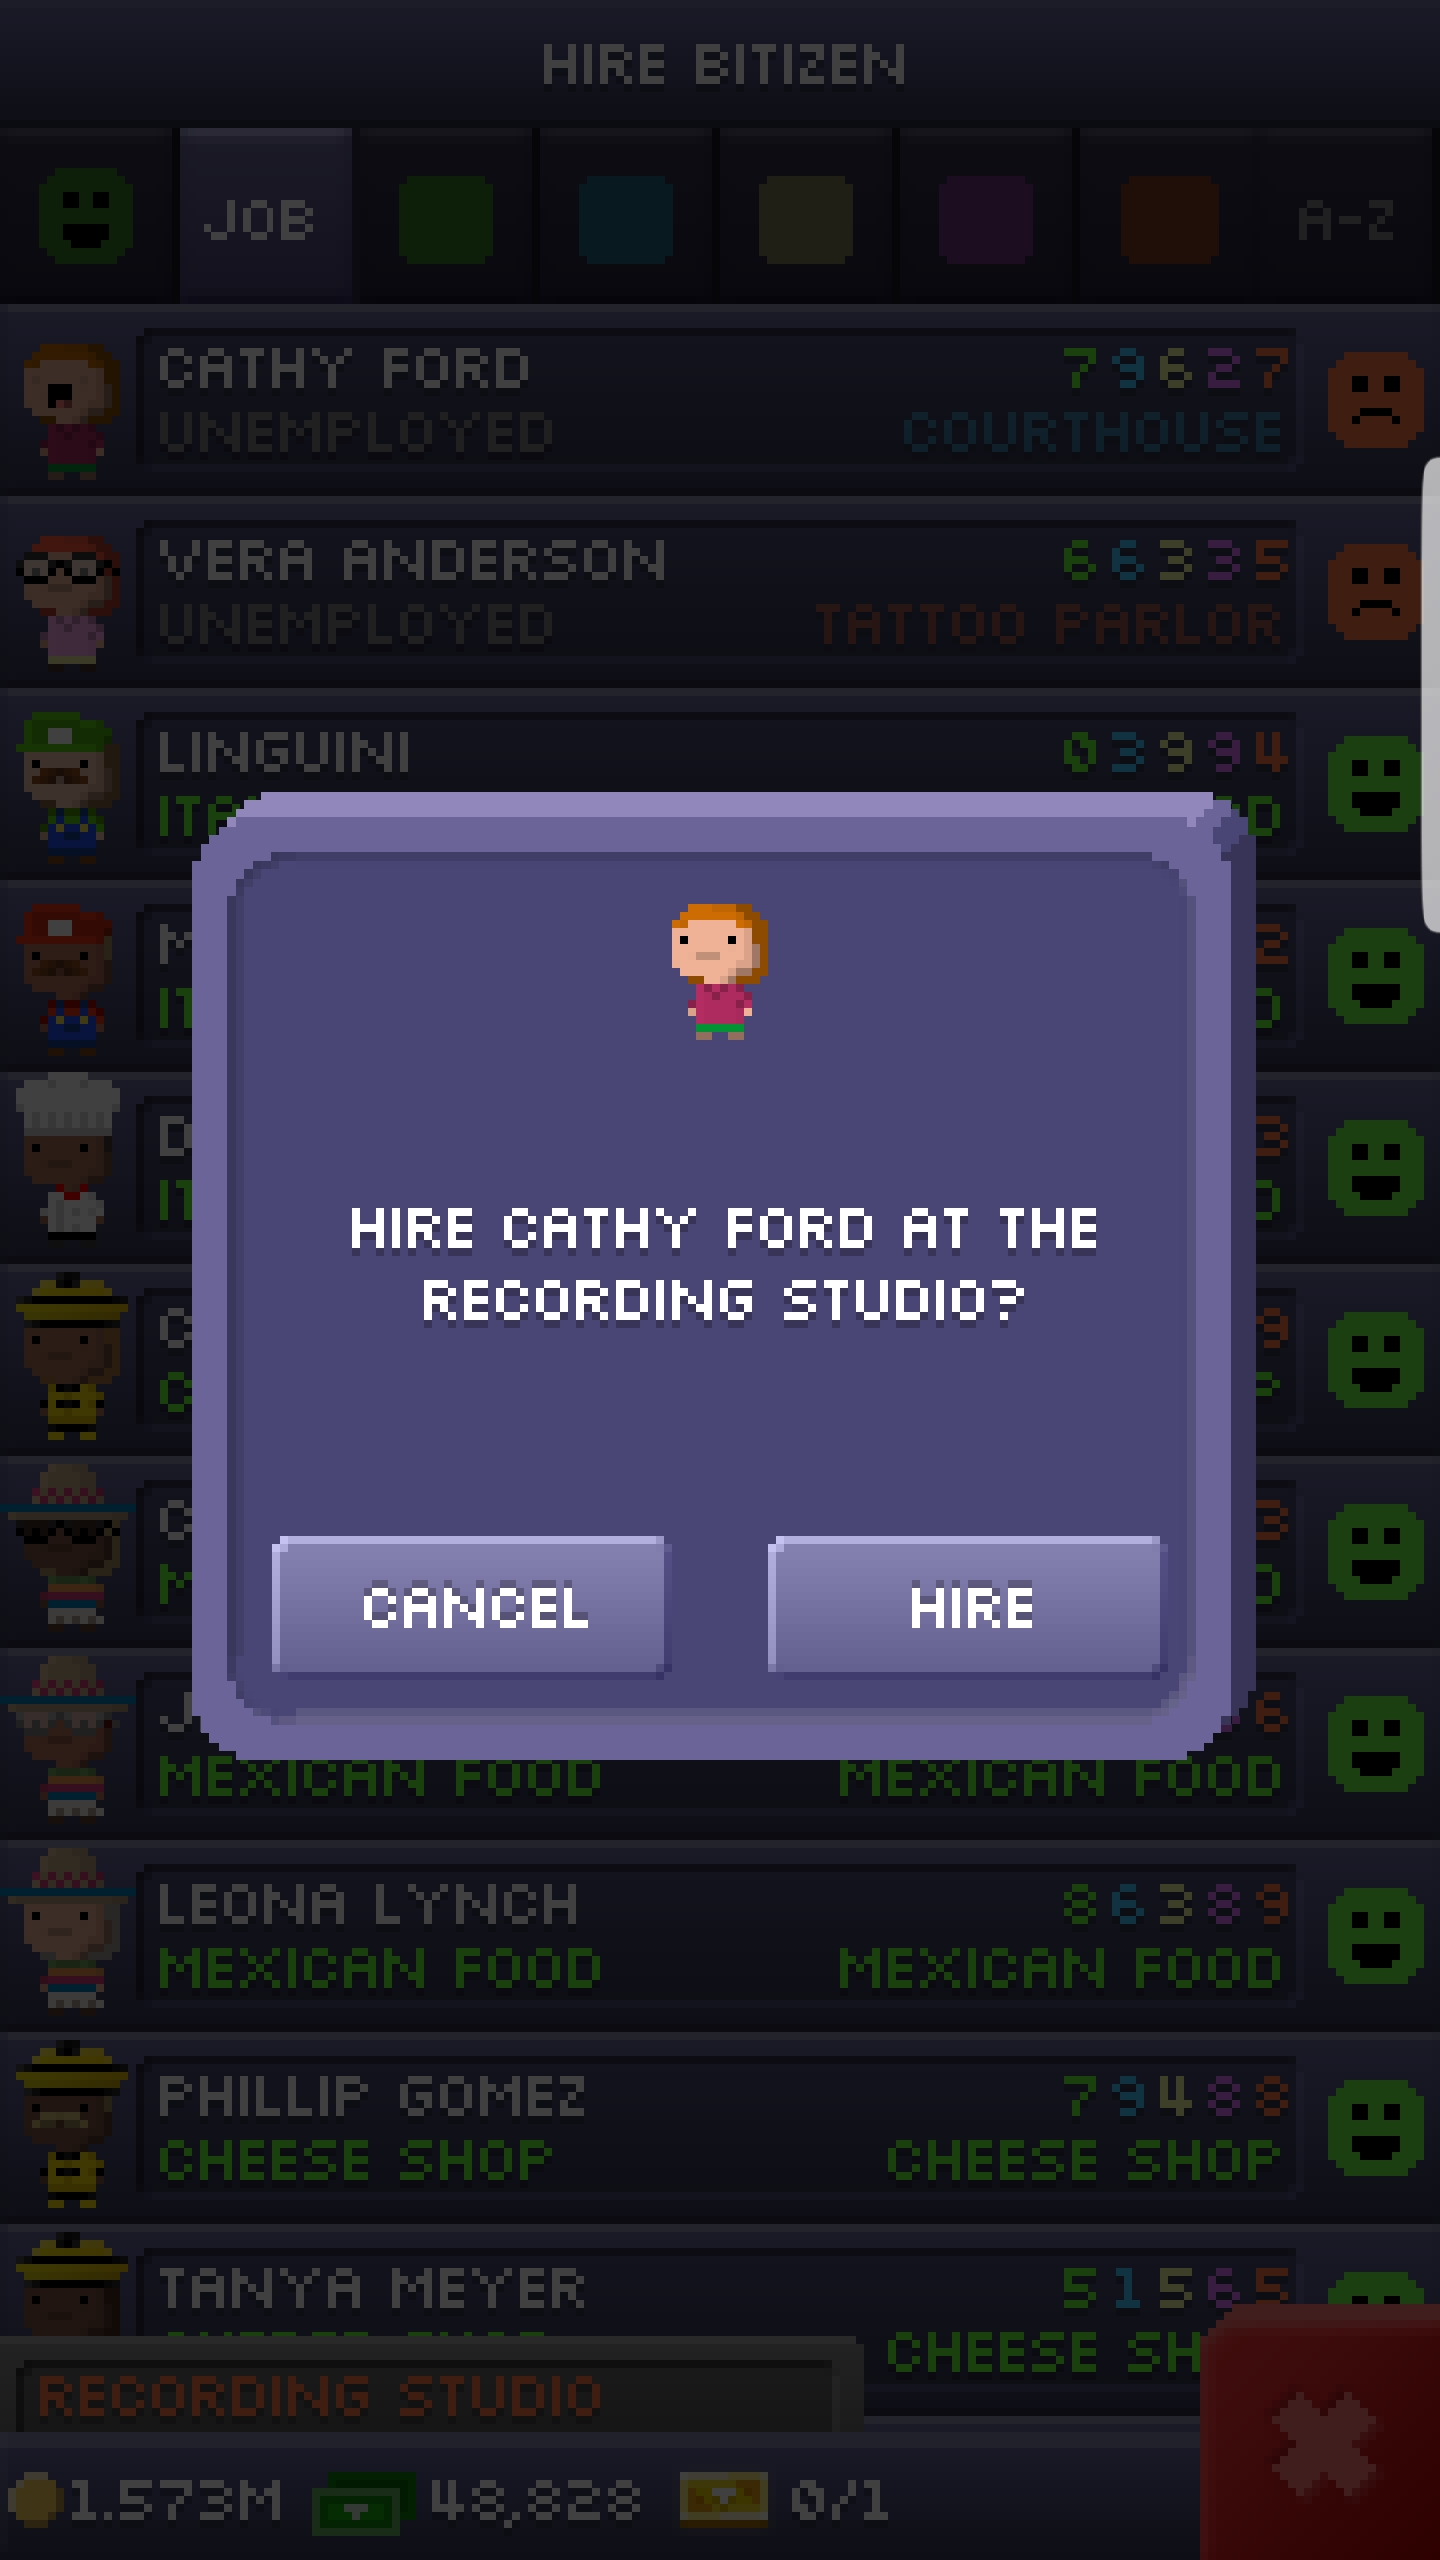 HIRE BITIZEN
JOB
A-Z
CATHY FORD 79627
UNEMPLOYED COURTHOUSE
VERA ANDERSON 66335
UNEMPLOYED TATTOO PARLOR
LINGUINI 03994
HIRE CATHY FORD AT THE
RECORDING STUDIO?
CANCEL HIRE
6
MEXICAN FOOD MEXICAN FOOD
LEONA LYNCH 86389
MEXICAN FOOD MEXICAN FOOD
PHILLIP GOMEZ 79488
CHEESE SHOP CHEESE SHOP
TANYA MEYER 51565
CHEESE
RECORDING STUDIO
1.573M 48,828 0/1